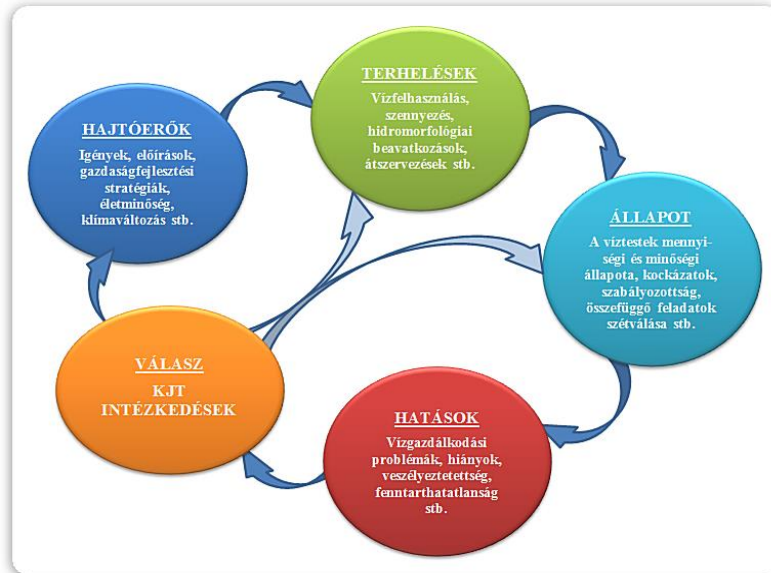 HAJTÓERŐK
Igények, előírások,
gazdaságfejlesztési
stratégiák,
életminőség,
klímaváltozás stb.
TERHELÉSEK
Vízfelhasználás,
szennyezés,
hidromorfológiai
beavatkozások,
átszervezések stb.
ÁLLAPOT
A víztestek mennyi-
ségi és minőségi
állapota, kockázatok,
szabályozottság,
összefüggő feladatok
szétválása stb.
HATÁSOK
Vízgazdálkodási
problémák, hiányok,
veszélyeztetettség,
fenntarthatatlanság
stb.
VÁLASZ
KJT
INTÉZKEDÉSEK